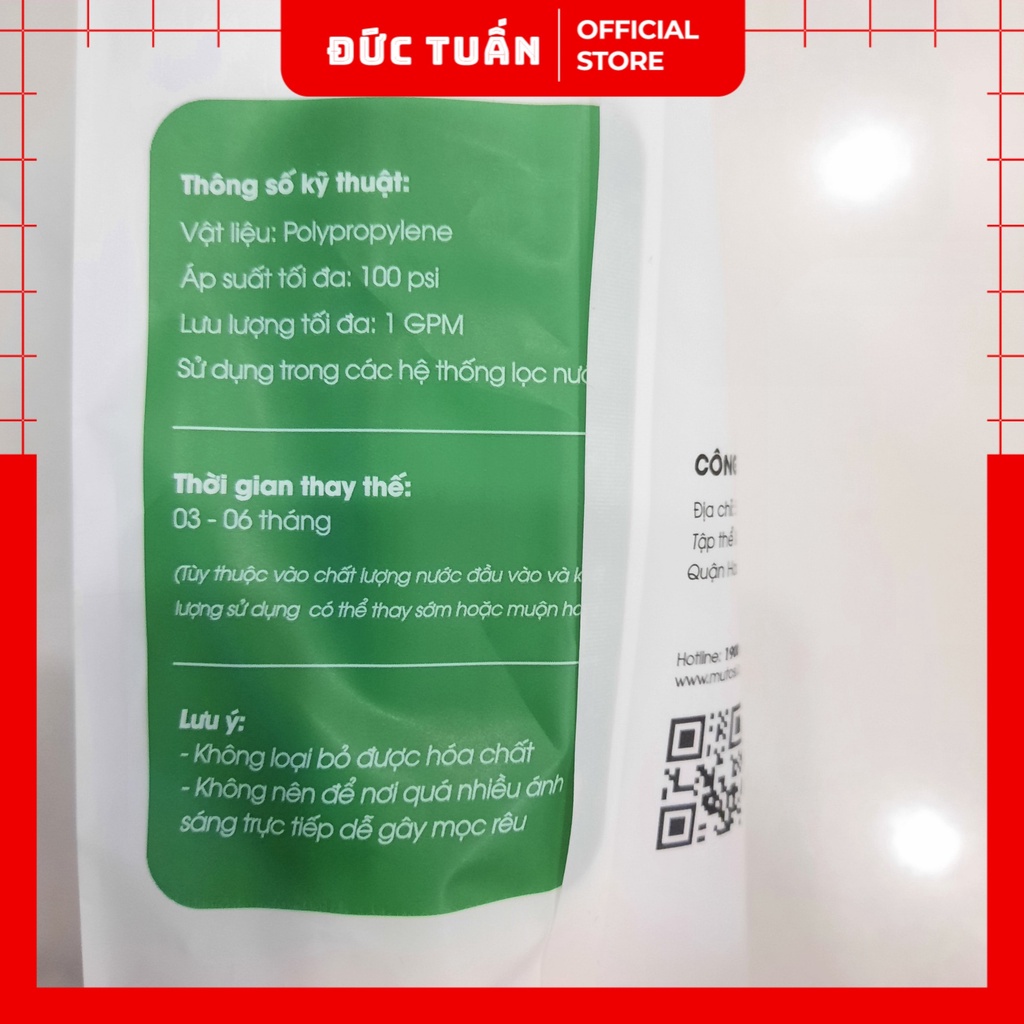 ĐỨC TUẤN
OFFICIAL
STORE
Thông số kỹ thuật:
Vật liệu: Polypropylene
Áp suất tối đa: 100 psi
Lưu lượng tối đa: 1 GPM
Sử dụng trong các hệ thống lọc
Thời gian thay thế:
03 - 06 tháng
(Tùy thuộc vào chất lượng nước đầu vào và
lượng sử dụng có thể thay sớm hoặc muộn
Lưu ý:
- Không loại bỏ được hóa chất
- Không nên để nơi quá nhiều ánh
sáng trực tiếp dễ gây mọc rêu
CÔNG
Địa chỉ
Tập thể
Quận
Hotline: